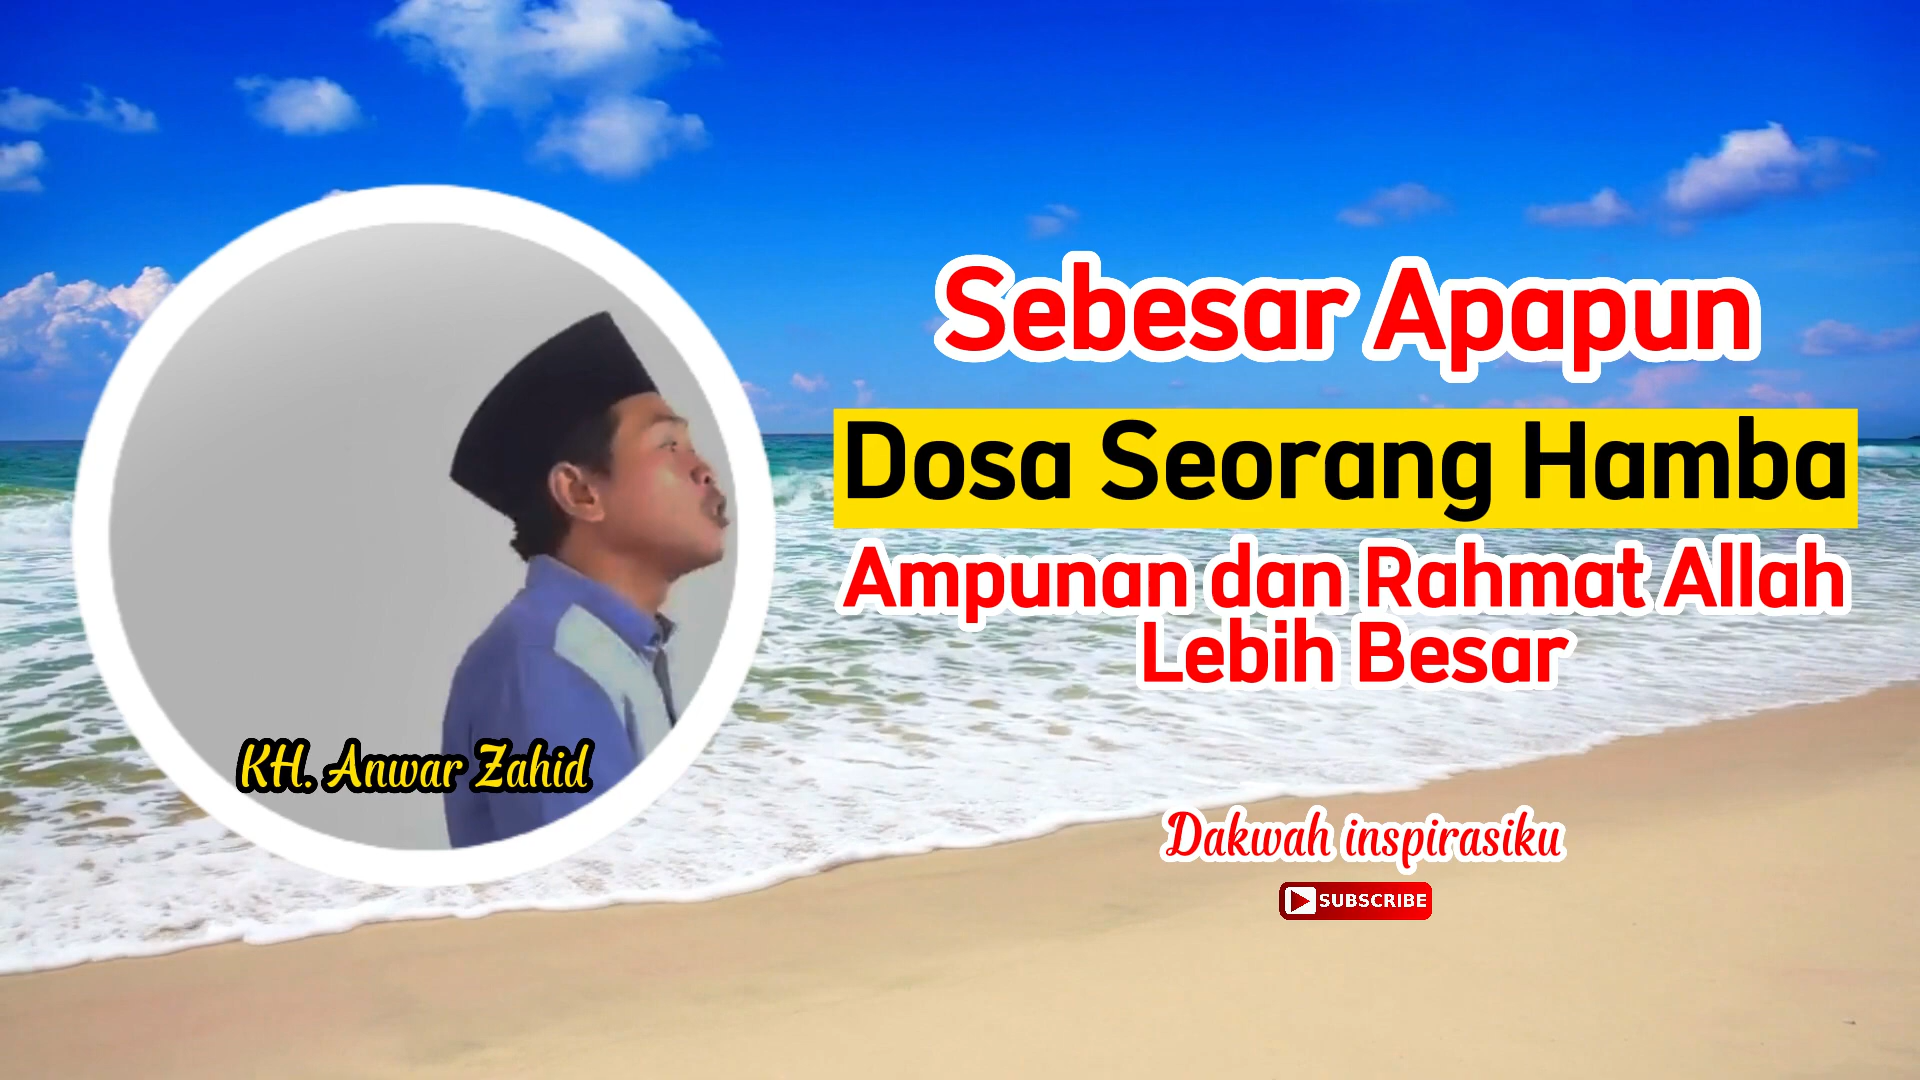 Sebesar Apapun
Dosa Seorang Hamba
Ampunan dan Rahmat Allah
Lebih Besar
KH. Anwar Zahid
Dakwah inspirasiku
SUBSCRIBE